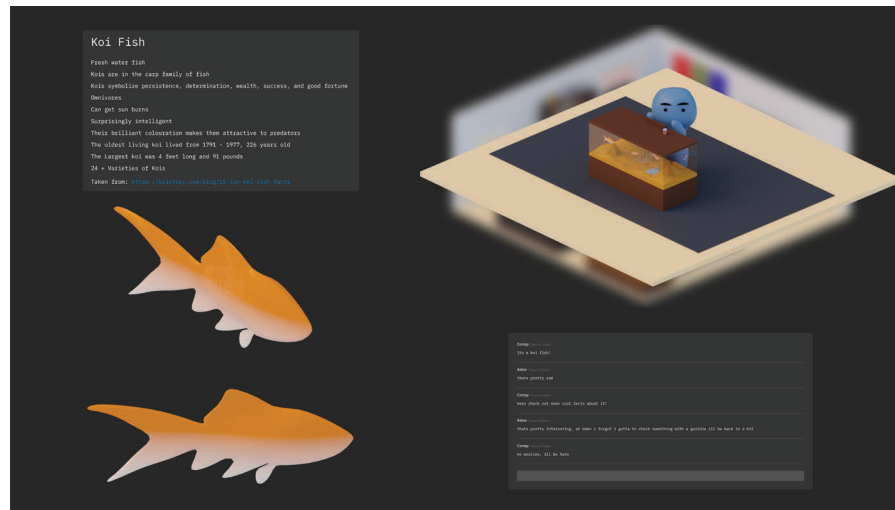 Koi Fish
Fresh water fish
Kois are in the carp family of fish
Kois symbolize persistence, determination, wealth, success, and good fortune
Omnivores
Can get sun burns
Surprisingly intelligent
Their brilliant colouration makes them attractive to predators
The oldest living koi lived from 1791 - 1977, 226 years old
The Largest koi was 4 feet long and 91 pounds
24 + Varieties of Kois
Taken from:
its a koi fish!
thats pretty rad
here check out some cool facts about it!
thats pretty interesting, oh damn i forgot i gotta to check something with a guildie ill be back in a bit
no worries, ill be here